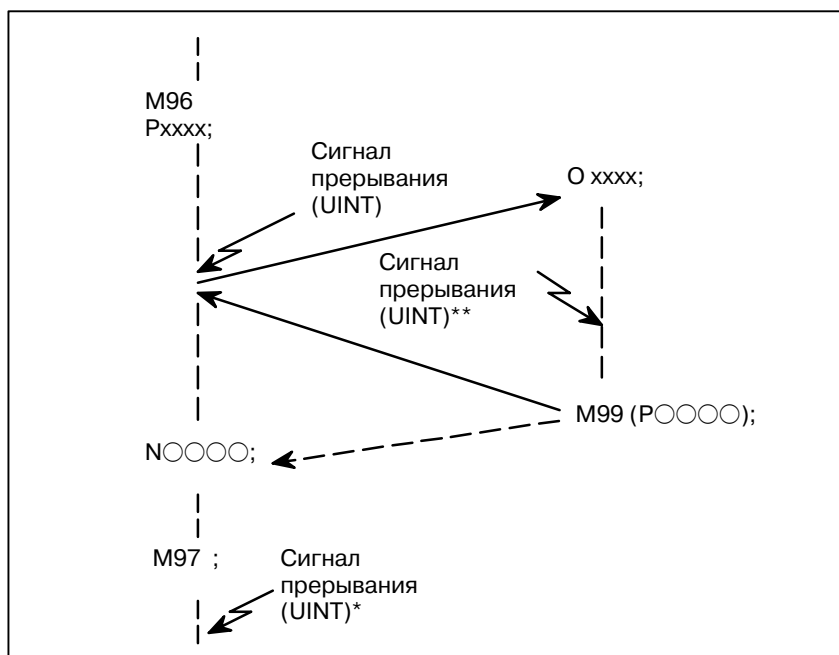 M96
Pxxxx;
Сигнал
прерывания
(UINT)
O xxxx;
Сигнал
прерывания
(UINT)**
M99 (P○○○○);
N○○○○;
M97 ;
Сигнал
прерывания
(UINT)*